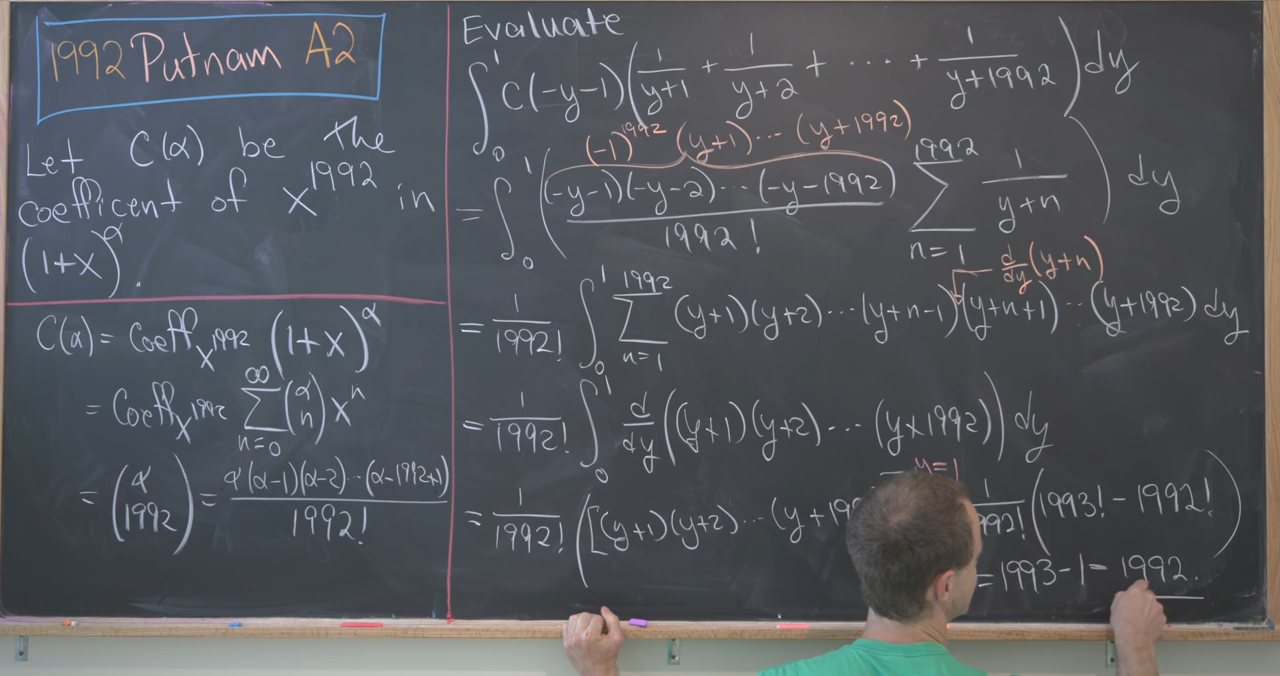 1992 Putnam A2
Let C(α) be the
coefficent of x^1992 in
(1+x)^α.
C(α) = Coeff_x^1992 (1+x)^α
= Coeff_x^1992 ∑_{n=0}^∞ (α n) x^n
= (α 1992) = α(α-1)(α-2)···(α-1992+1) / 1992!
Evaluate
∫_0^1 C(-y-1)(1/(y+1) + 1/(y+2) + ··· + 1/(y+1992)) dy
(-1)^1992 (y+1)··· (y+1992)
= ∫_0^1 ((-y-1)(-y-2)···(-y-1992) / 1992! ∑_{n=1}^1992 1/(y+n)) dy
d/dy (y+n)
= 1/1992! ∫_0^1 ∑_{n=1}^1992 (y+1)(y+2)···(y+n-1)(y+n+1)···(y+1992) dy
= 1/1992! ∫_0^1 d/dy ((y+1)(y+2)··· (y+1992)) dy
y=1
= 1/1992! ([(y+1)(y+2)···(y+199
1/992! (1993! - 1992!)
= 1993-1 = 1992.